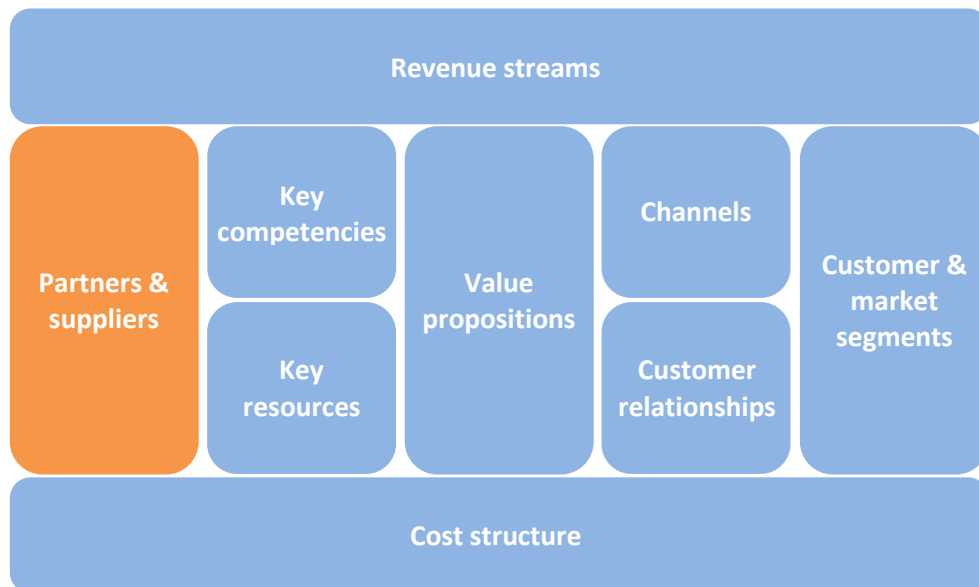 Revenue streams
Partners &
suppliers
Key
competencies
Key
resources
Value
propositions
Channels
Customer
relationships
Customer &
market
segments
Cost structure